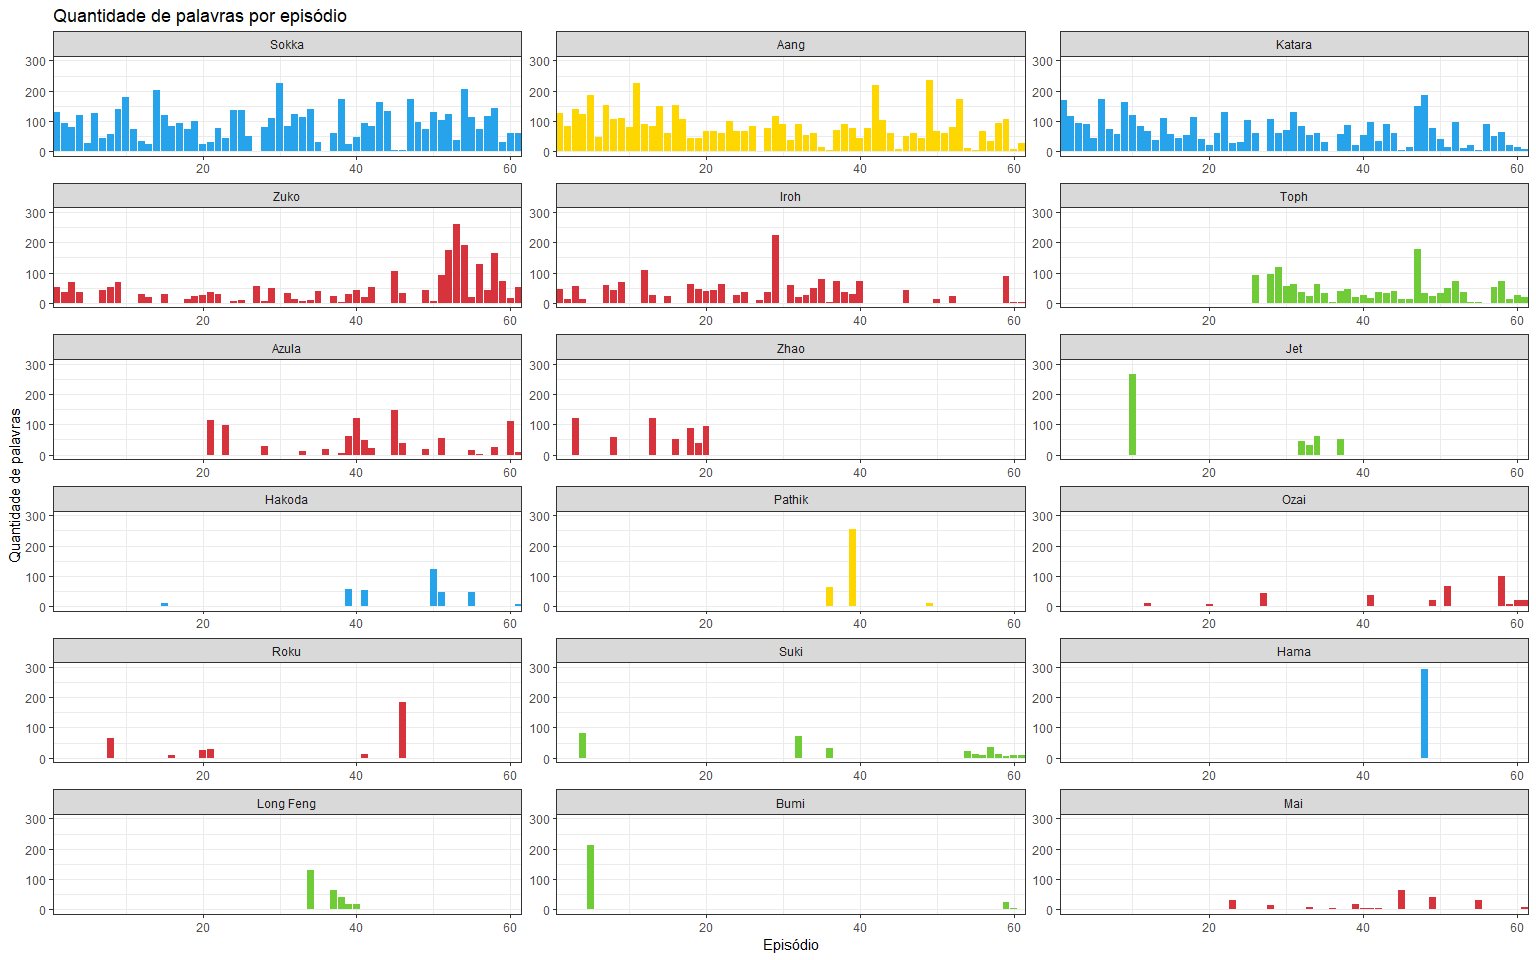 Quantidade de palavras por episódio
Sokka Aang Katara
300 300 300
200 200 200
100 100 100
0 0 0
20 40 60 20 40 60 20 40 60
Zuko Iroh Toph
300 300 300
200 200 200
100 100 100
0 0 0
20 40 60 20 40 60 20 40 60
Azula Zhao Jet
300 300 300
200 200 200
100 100 100
0 0 0
20 40 60 20 40 60 20 40 60
Quantidade de palavras
Hakoda Pathik Ozai
300 300 300
200 200 200
100 100 100
0 0 0
20 40 60 20 40 60 20 40 60
Roku Suki Hama
300 300 300
200 200 200
100 100 100
0 0 0
20 40 60 20 40 60 20 40 60
Long Feng Bumi Mai
300 300 300
200 200 200
100 100 100
0 0 0
20 40 60 20 40 60 20 40 60
Episódio